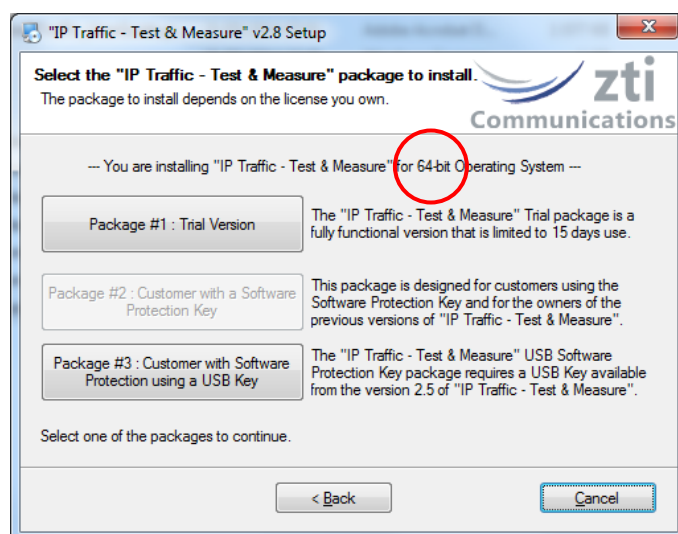 "IP Traffic - Test & Measure" v2.8 Setup
X
Select the "IP Traffic - Test & Measure" package to install.
The package to install depends on the license you own.
zti
Communications
--- You are installing "IP Traffic - Test & Measure" for 64-bit Operating System ---
Package #1 : Trial Version
The "IP Traffic - Test & Measure" Trial package is a
fully functional version that is limited to 15 days use.
Package #2 : Customer with a Software
Protection Key
This package is designed for customers using the
Software Protection Key and for the owners of the
previous versions of "IP Traffic - Test & Measure".
Package #3 : Customer with Software
Protection using a USB Key
The "IP Traffic - Test & Measure" USB Software
Protection Key package requires a USB Key available
from the version 2.5 of "IP Traffic - Test & Measure".
Select one of the packages to continue.
< Back
Cancel